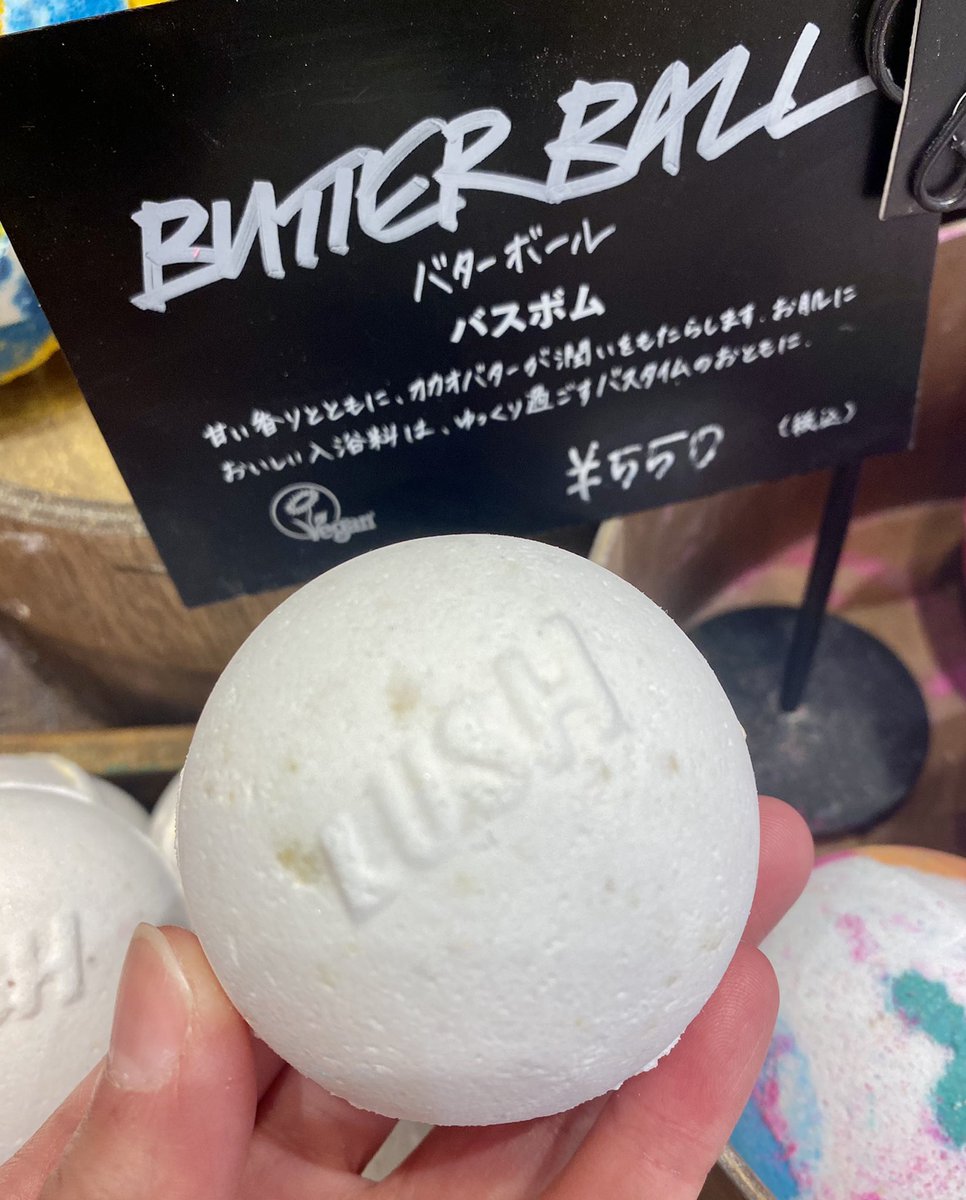 BUTTER BALL
バターボール
バスボム
甘い香りとともに、カカオバターが潤いをもたらします。お肌に
おいしい入浴料は、ゆっくり過ごすバスタイムのおともに。
¥550
(税込)
Vegan
LUSH
SH